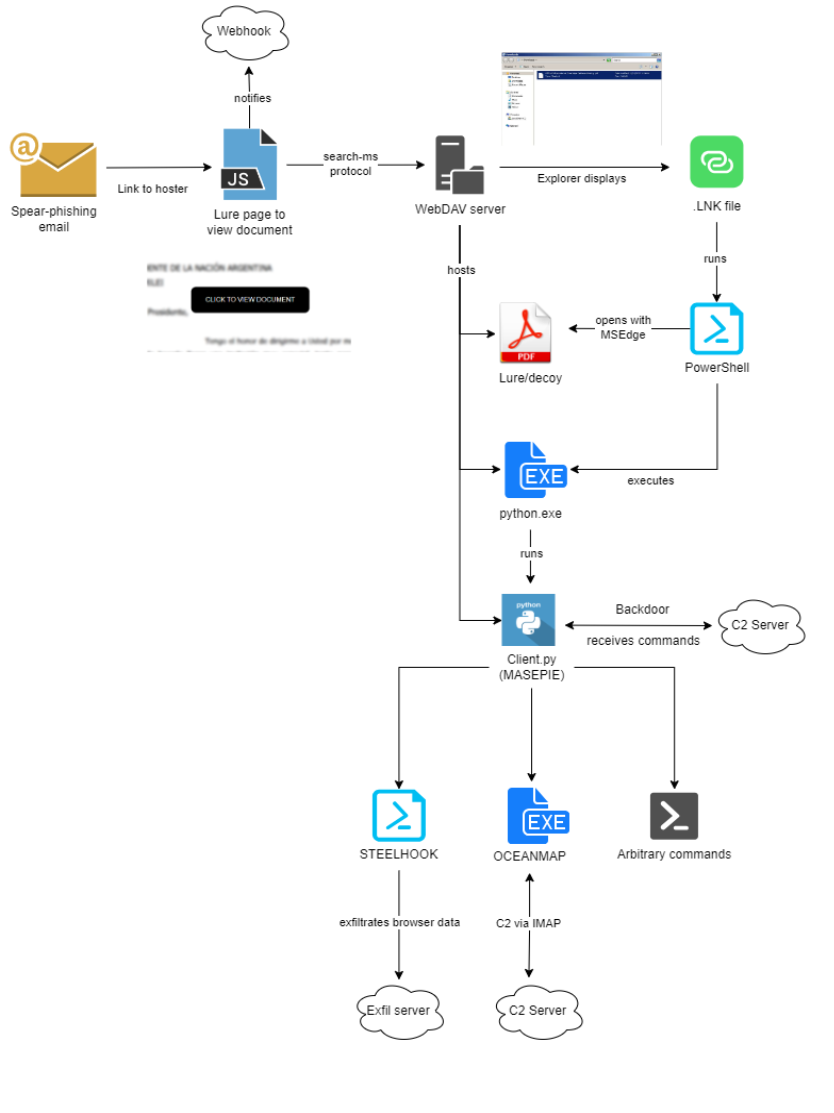 Webhook
notifies
@
JS
Link to hoster
search-ms
protocol
Explorer displays
Spear-phishing
email
Lure page to
view document
WebDAV server
.LNK file
hosts
runs
ENTE DE LA NACIÓN ARGENTINA
CLICK TO VIEW DOCUMENT
Presidente,
Tengo el honor de dirigirme a Usted por
opens with
MSEdge
PDF
Lure/decoy
PowerShell
EXE
executes
python.exe
runs
python
Backdoor
receives commands
C2 Server
Client.py
(MASEPIE)
EXE
STEELHOOK
OCEANMAP
Arbitrary commands
exfiltrates browser data
C2 via IMAP
Exfil server
C2 Server